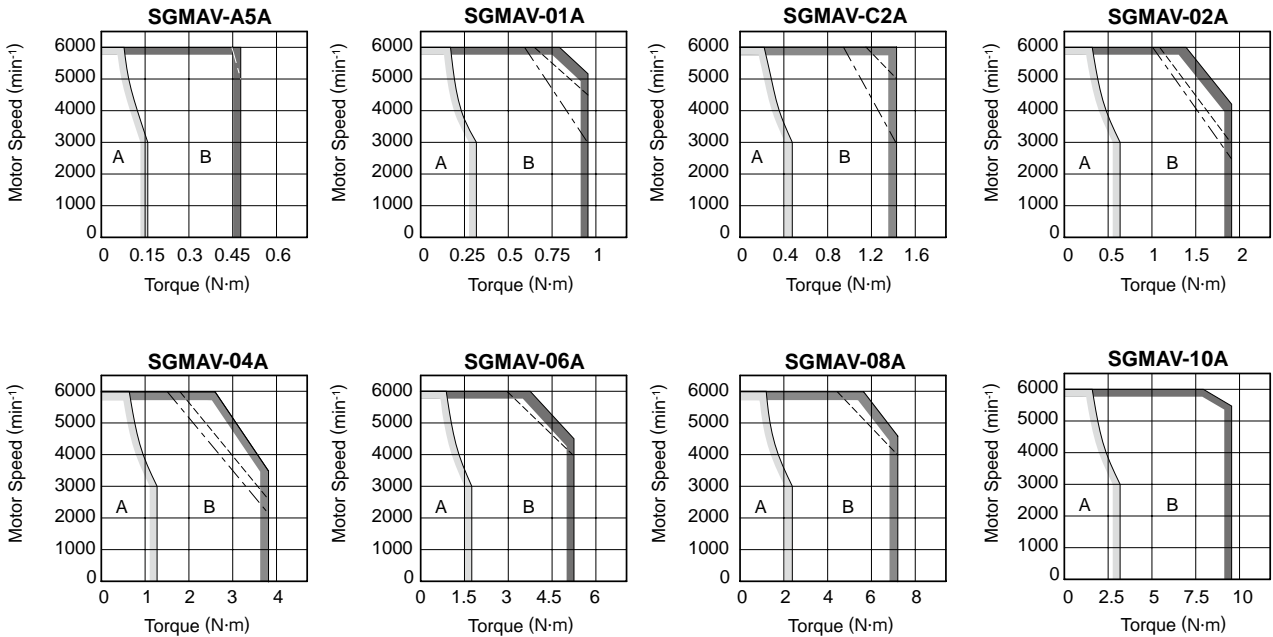 SGMAV-A5A
Motor Speed (min-1)
6000
5000
4000
3000
2000
1000
0
A
B
0 0.15 0.3 0.45 0.6
Torque (N·m)
SGMAV-01A
Motor Speed (min-1)
6000
5000
4000
3000
2000
1000
0
A
B
0 0.25 0.5 0.75 1
Torque (N·m)
SGMAV-C2A
Motor Speed (min-1)
6000
5000
4000
3000
2000
1000
0
A
B
0 0.4 0.8 1.2 1.6
Torque (N·m)
SGMAV-02A
Motor Speed (min-1)
6000
5000
4000
3000
2000
1000
0
A
B
0 0.5 1 1.5 2
Torque (N·m)
SGMAV-04A
Motor Speed (min-1)
6000
5000
4000
3000
2000
1000
0
A
B
0 1 2 3 4
Torque (N·m)
SGMAV-06A
Motor Speed (min-1)
6000
5000
4000
3000
2000
1000
0
A
B
0 1.5 3 4.5 6
Torque (N·m)
SGMAV-08A
Motor Speed (min-1)
6000
5000
4000
3000
2000
1000
0
A
B
0 2 4 6 8
Torque (N·m)
SGMAV-10A
Motor Speed (min-1)
6000
5000
4000
3000
2000
1000
0
A
B
0 2.5 5 7.5 10
Torque (N·m)